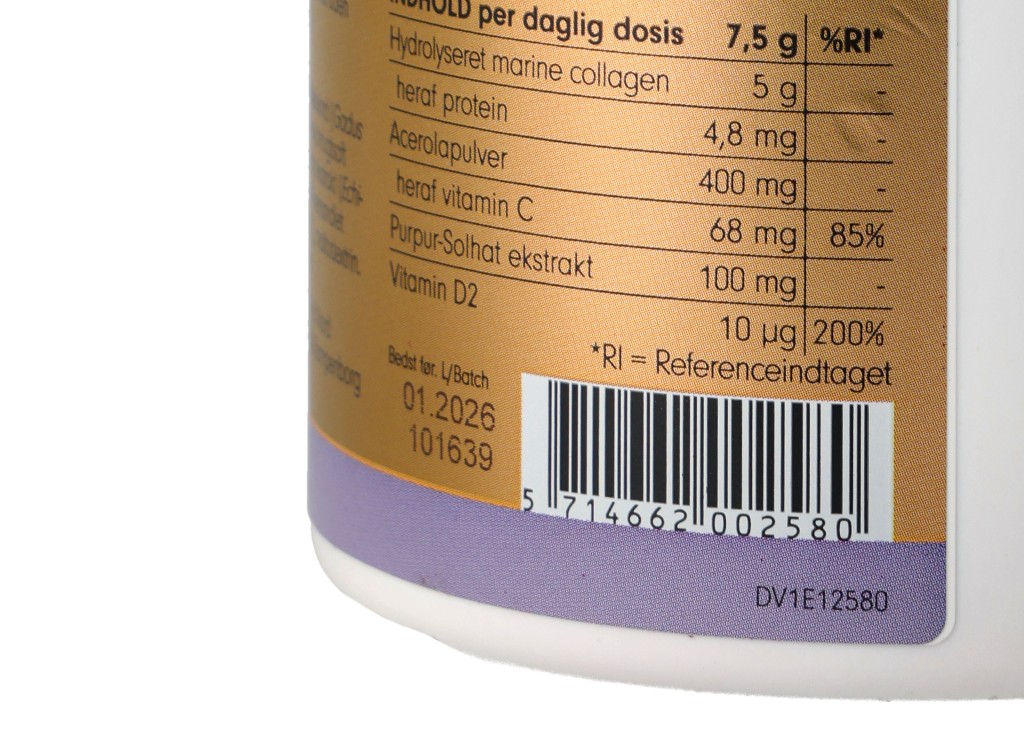 INDHOLD per daglig dosis 7,5 g %RI*
Hydrolyseret marine collagen 5 g -
heraf protein 4,8 mg -
Acerolapulver 400 mg -
heraf vitamin C 68 mg 85%
Purpur-Solhat ekstrakt 100 mg -
Vitamin D2 10 µg 200%
*RI = Referenceindtaget
Bedst før. L/Batch
01.2026
101639
5 714662 002580
DV1E12580